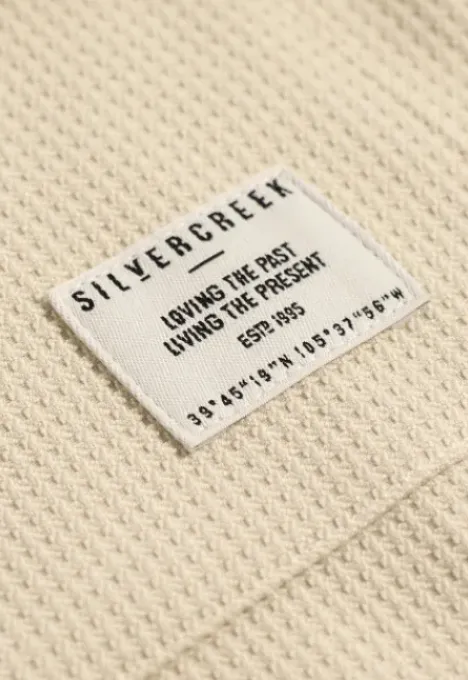 SILVERCREEK
LOVING THE PAST
LIVING THE PRESENT
ESTD 1995
39°45"19"N 105°37"56"W